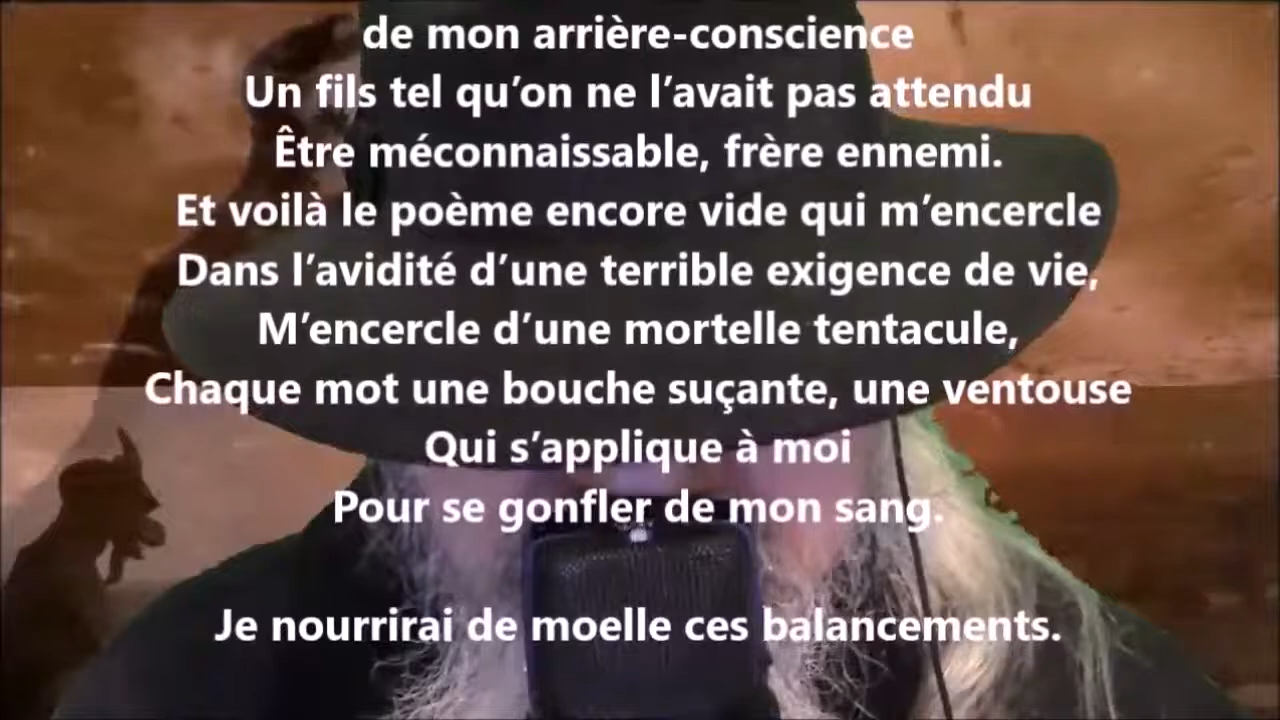 de mon arrière-conscience
Un fils tel qu’on ne l’avait pas attendu
Être méconnaissable, frère ennemi.
Et voilà le poème encore vide qui m’encercle
Dans l’avidité d’une terrible exigence de vie,
M’encercle d’une mortelle tentacule,
Chaque mot une bouche suçante, une ventouse
Qui s’applique à moi
Pour se gonfler de mon sang.
Je nourrirai de moelle ces balancements.